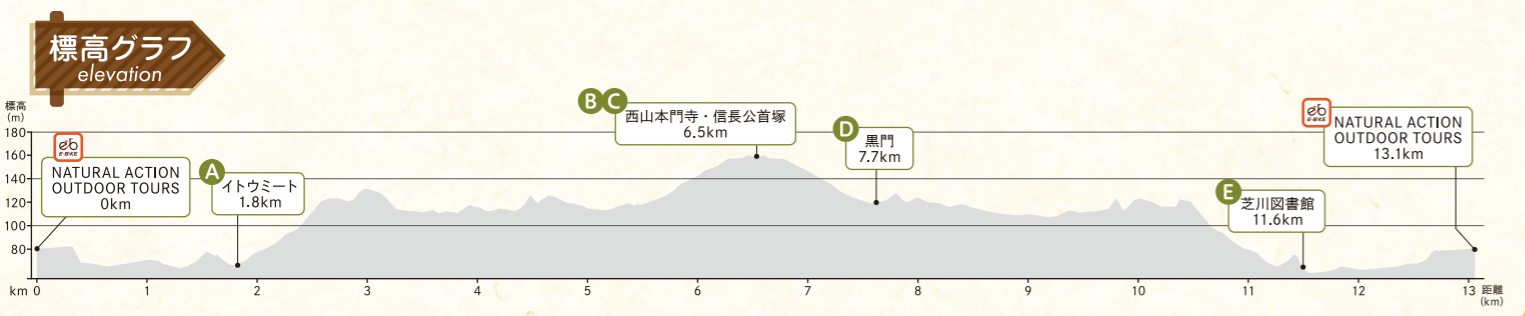 標高グラフ
elevation
標高
(m)
180
160
140
120
100
80
eb
E-BIKE
NATURAL ACTION
OUTDOOR TOURS
0km
A
イトウミート
1.8km
B C
西山本門寺・信長公首塚
6.5km
D
黒門
7.7km
E
芝川図書館
11.6km
eb
E-BIKE
NATURAL ACTION
OUTDOOR TOURS
13.1km
km 0 1 2 3 4 5 6 7 8 9 10 11 12 13 距離
(km)